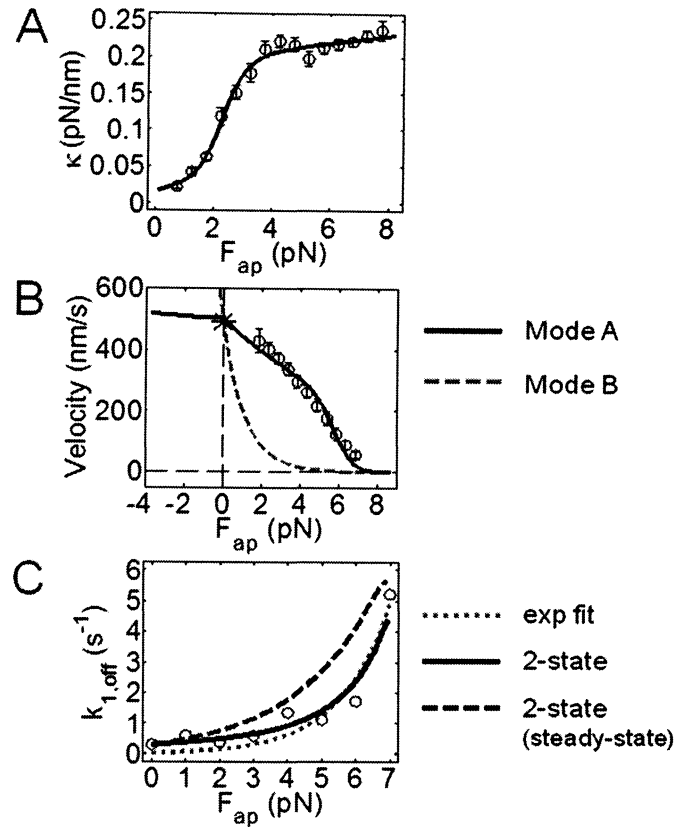 A
κ (pN/nm)
0.25
0.2
0.15
0.1
0.05
0
0 2 4 6 8
F_ap (pN)
B
Velocity (nm/s)
600
400
200
0
-4 -2 0 2 4 6 8
F_ap (pN)
Mode A
Mode B
C
k_1,off (s⁻¹)
6
5
4
3
2
1
0
0 1 2 3 4 5 6 7
F_ap (pN)
exp fit
2-state
2-state
(steady-state)